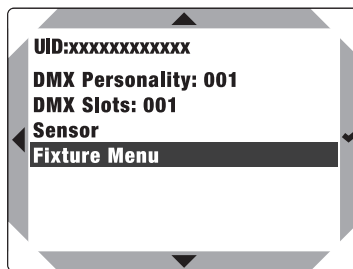 UID:xxxxxxxxxxxx
DMX Personality: 001
DMX Slots: 001
Sensor
Fixture Menu